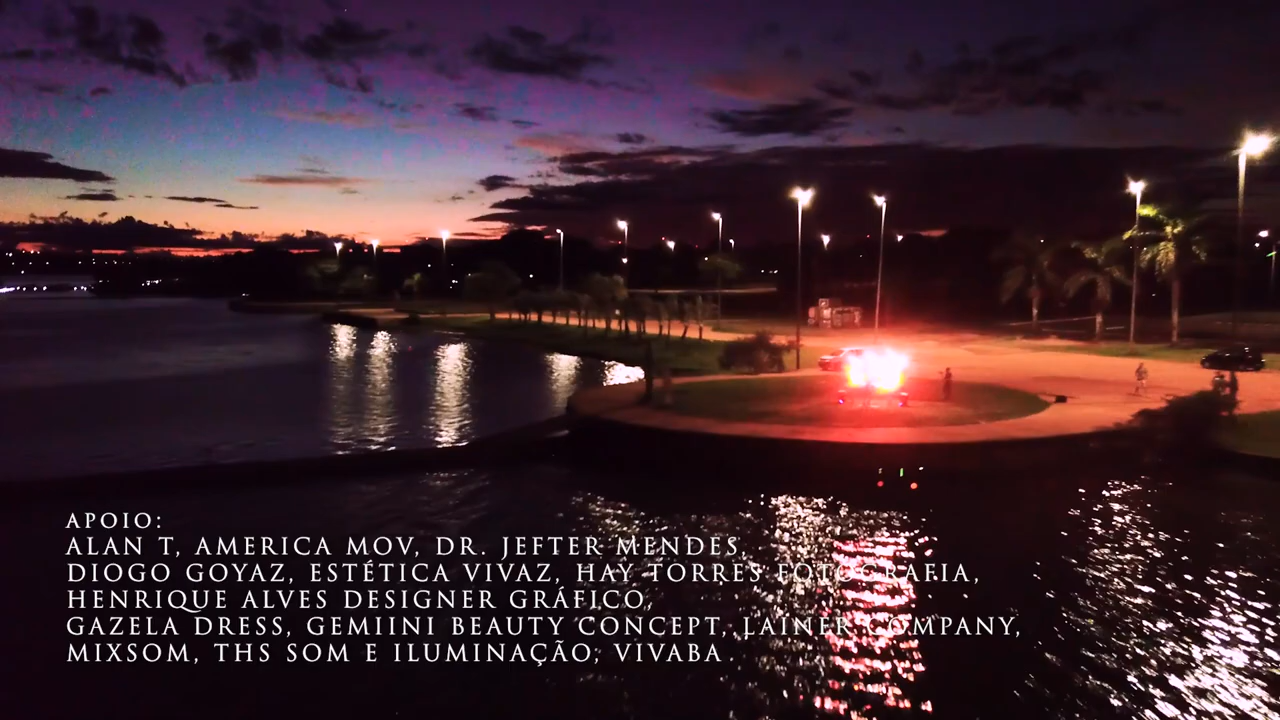 APOIO:
ALAN T, AMERICA MOV, DR. JEFTER MENDES,
DIOGO GOYAZ, ESTÉTICA VIVAZ, HAY TORRES FOTOGRAFIA,
HENRIQUE ALVES DESIGNER GRÁFICO,
GAZELA DRESS, GEMIINI BEAUTY CONCEPT, LAINER COMPANY,
MIXSOM, THS SOM E ILUMINAÇÃO, VIVABA